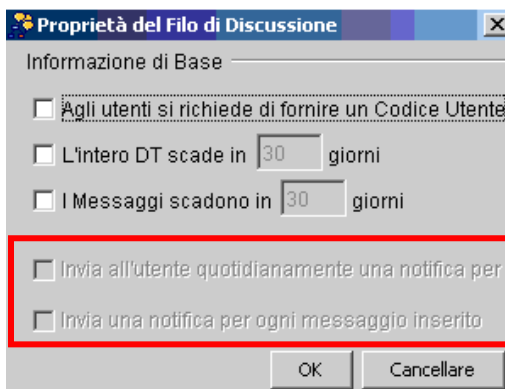 Proprietà del Filo di Discussione
Informazione di Base
Agli utenti si richiede di fornire un Codice Utente
L'intero DT scade in 30 giorni
I Messaggi scadono in 30 giorni
Invia all'utente quotidianamente una notifica per
Invia una notifica per ogni messaggio inserito
OK Cancellare